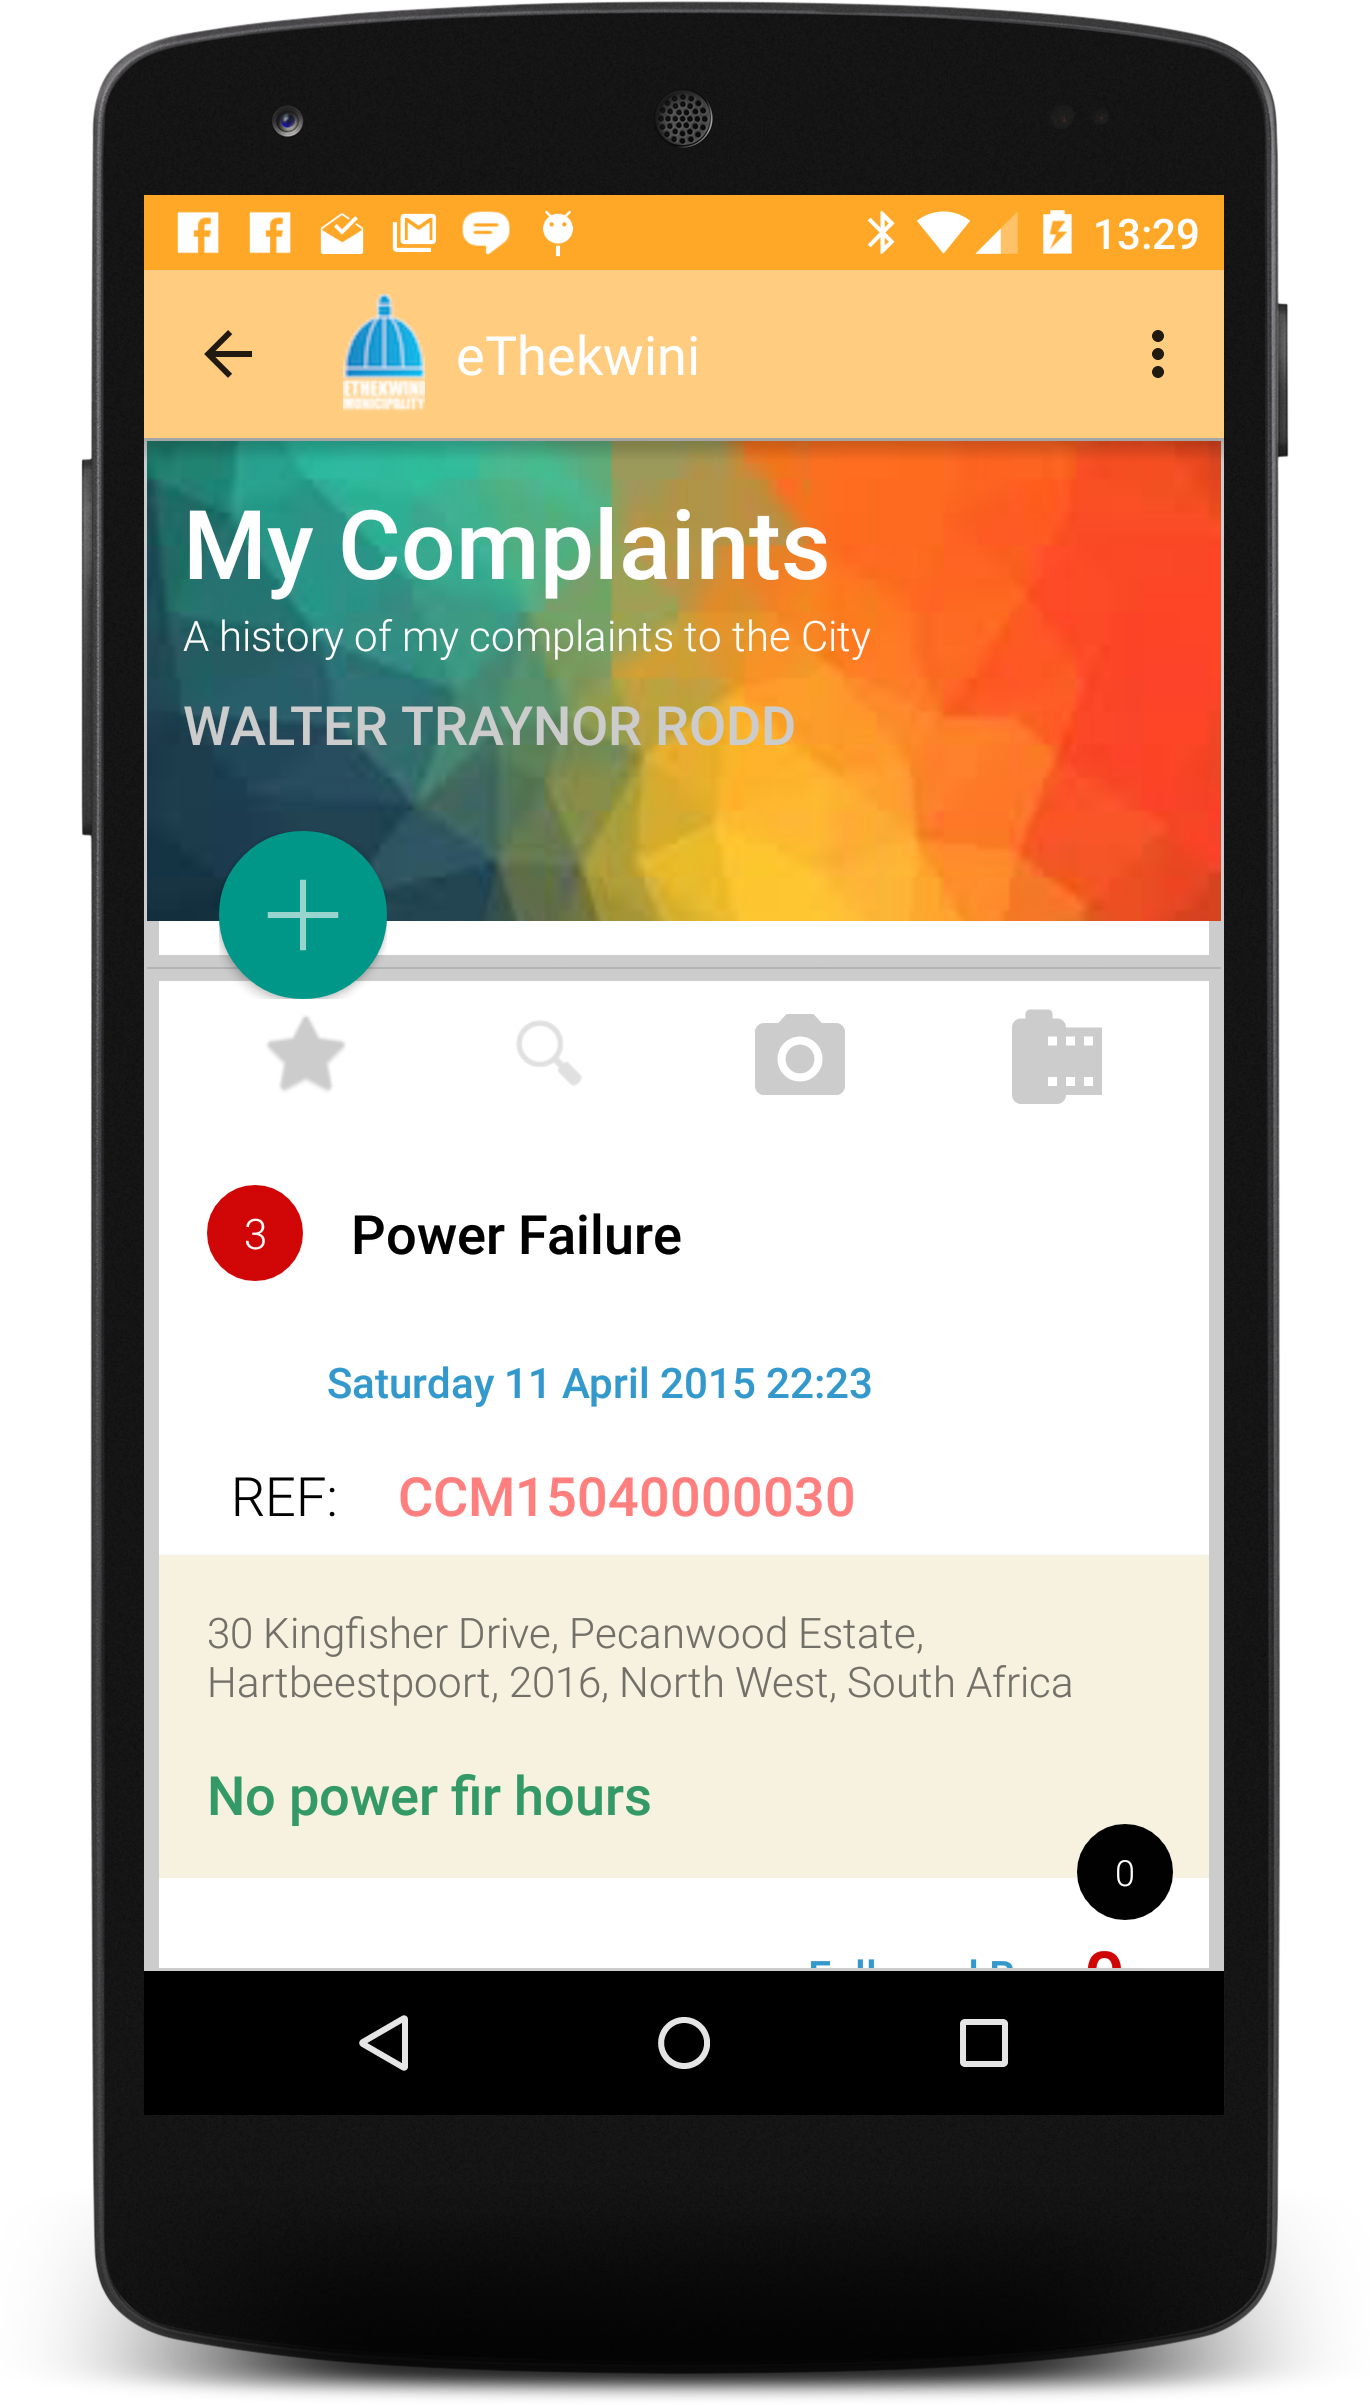 13:29
ETHEKWINI
MUNICIPALITY
eThekwini
My Complaints
A history of my complaints to the City
WALTER TRAYNOR RODD
3
Power Failure
Saturday 11 April 2015 22:23
REF: CCM15040000030
30 Kingfisher Drive, Pecanwood Estate,
Hartbeestpoort, 2016, North West, South Africa
No power fir hours
0